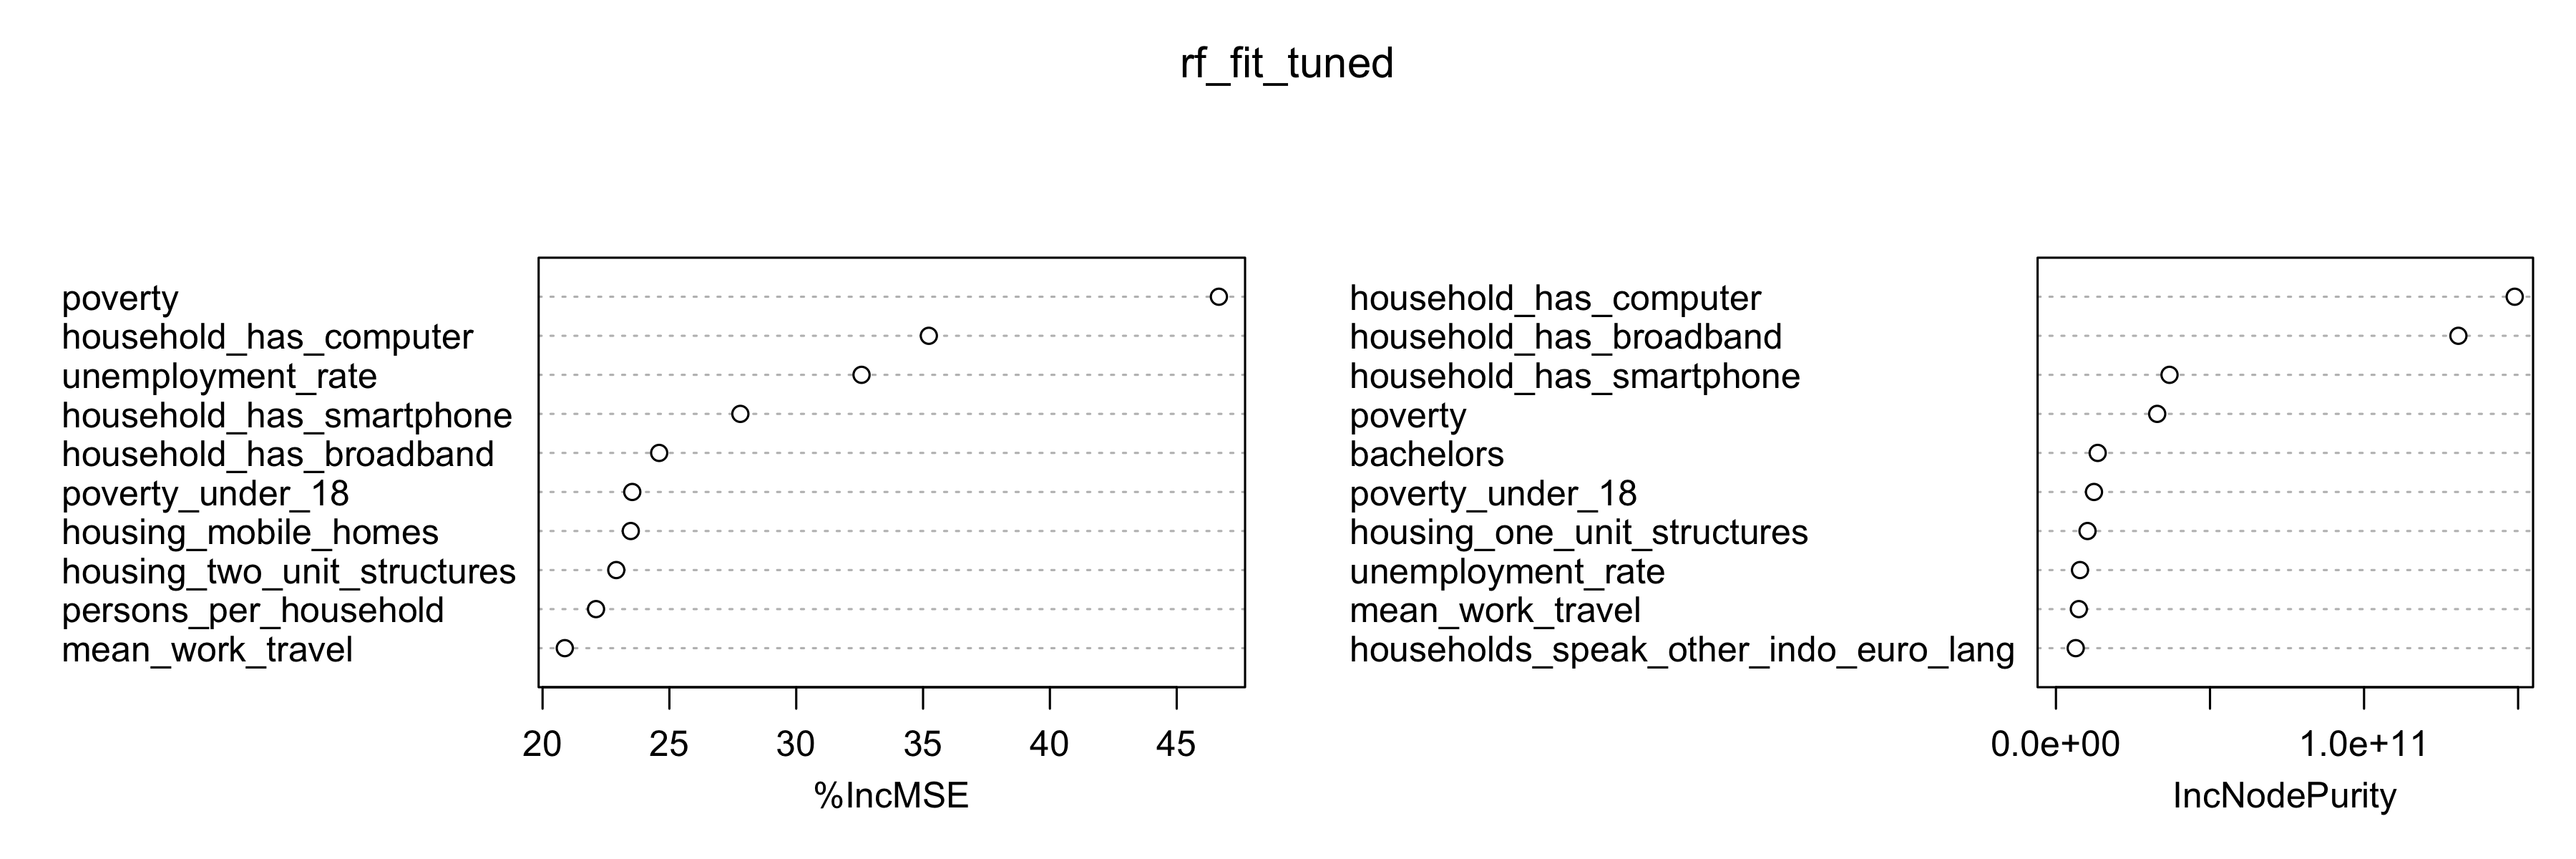 rf_fit_tuned
poverty
household_has_computer
unemployment_rate
household_has_smartphone
household_has_broadband
poverty_under_18
housing_mobile_homes
housing_two_unit_structures
persons_per_household
mean_work_travel
20 25 30 35 40 45
%IncMSE
household_has_computer
household_has_broadband
household_has_smartphone
poverty
bachelors
poverty_under_18
housing_one_unit_structures
unemployment_rate
mean_work_travel
households_speak_other_indo_euro_lang
0.0e+00 1.0e+11
IncNodePurity